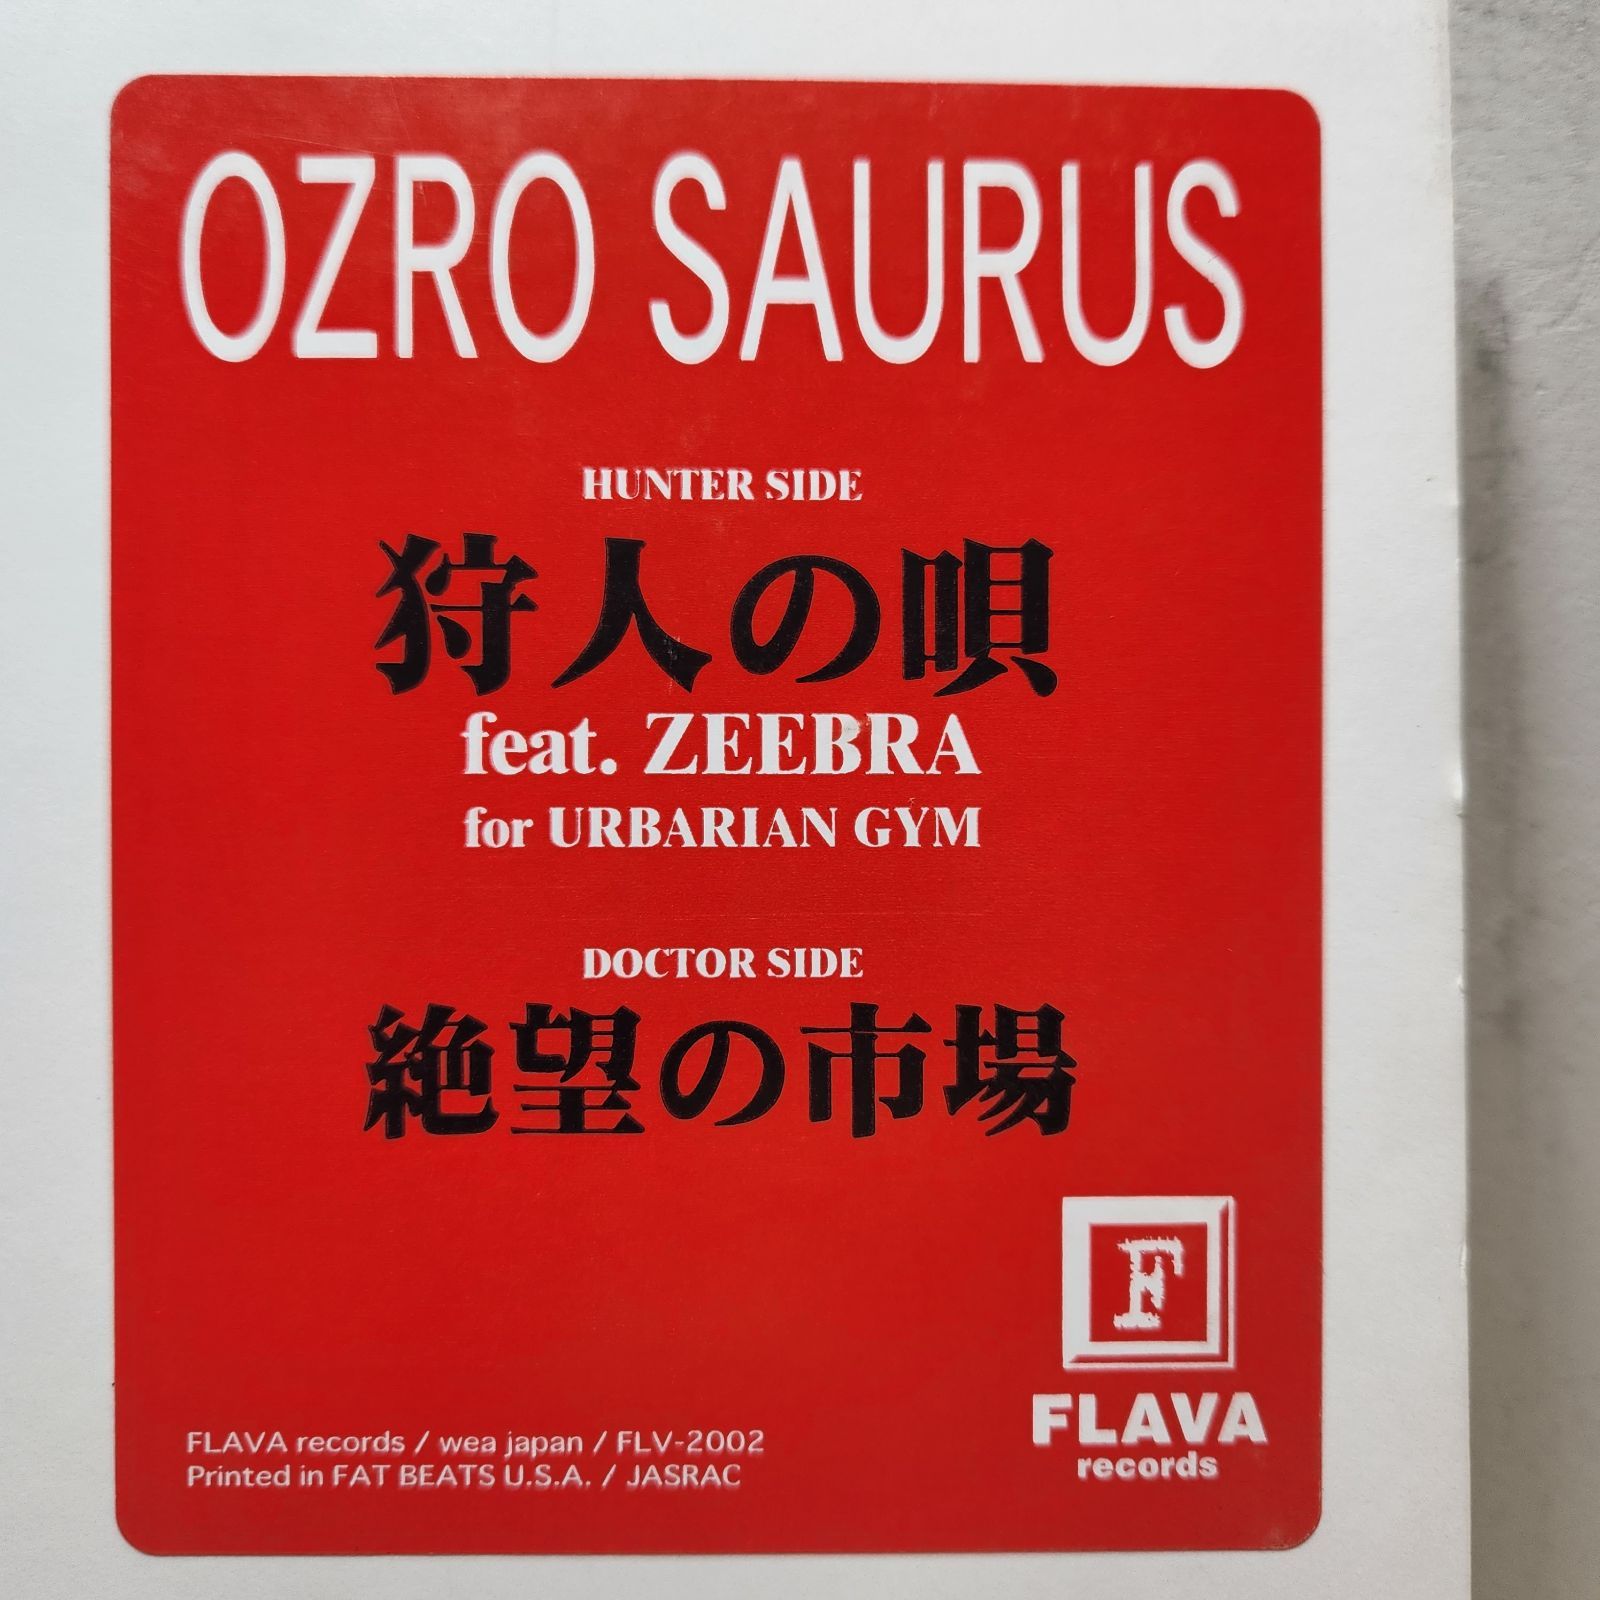 OZRO SAURUS
HUNTER SIDE
狩人の唄
feat. ZEEBRA
for URBARIAN GYM
DOCTOR SIDE
絶望の市場
F
FLAVA
records
FLAVA records / wea japan / FLV-2002
Printed in FAT BEATS U.S.A. / JASRAC